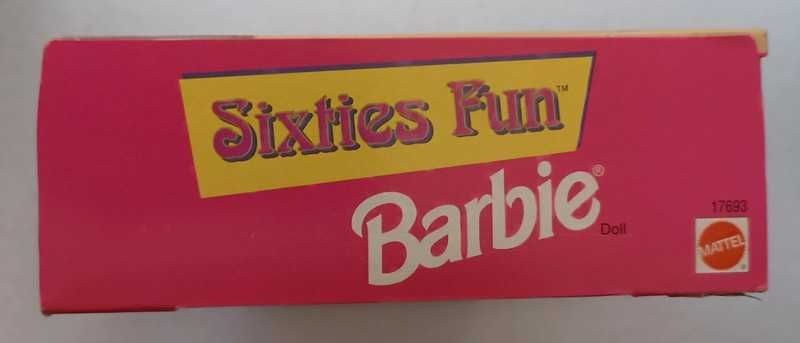 Sixties Fun™
Barbie®
Doll
17693
MATTEL
®